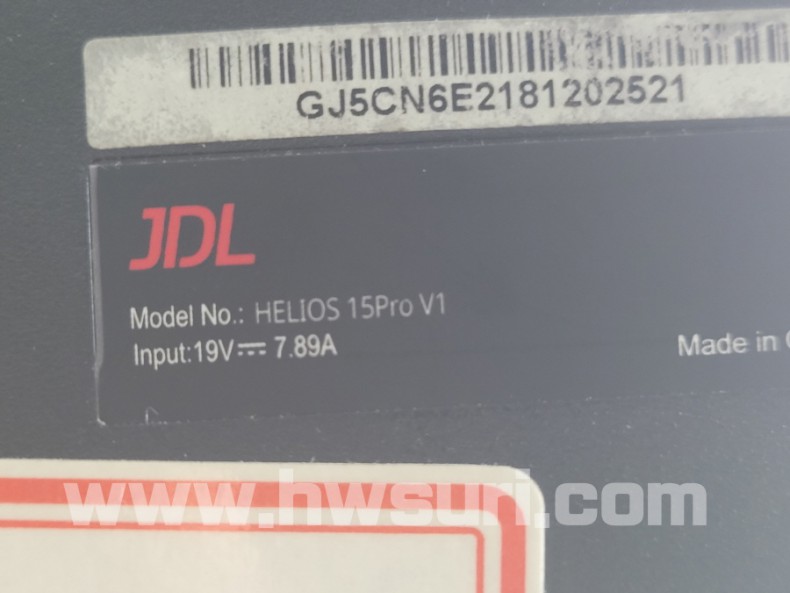 GJ5CN6E2181202521
JDL
Model No.: HELIOS 15Pro V1
Input:19V⎓ 7.89A
Made in
www.hwsuri.com